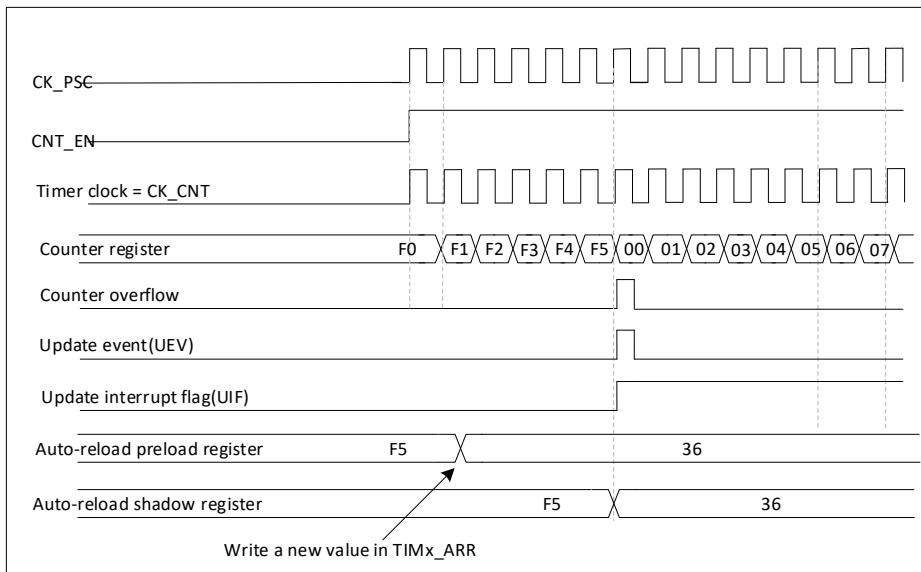 CK_PSC
CNT_EN
Timer clock = CK_CNT
Counter register F0 F1 F2 F3 F4 F5 00 01 02 03 04 05 06 07
Counter overflow
Update event(UEV)
Update interrupt flag(UIF)
Auto-reload preload register F5 36
Auto-reload shadow register F5 36
Write a new value in TIMx_ARR